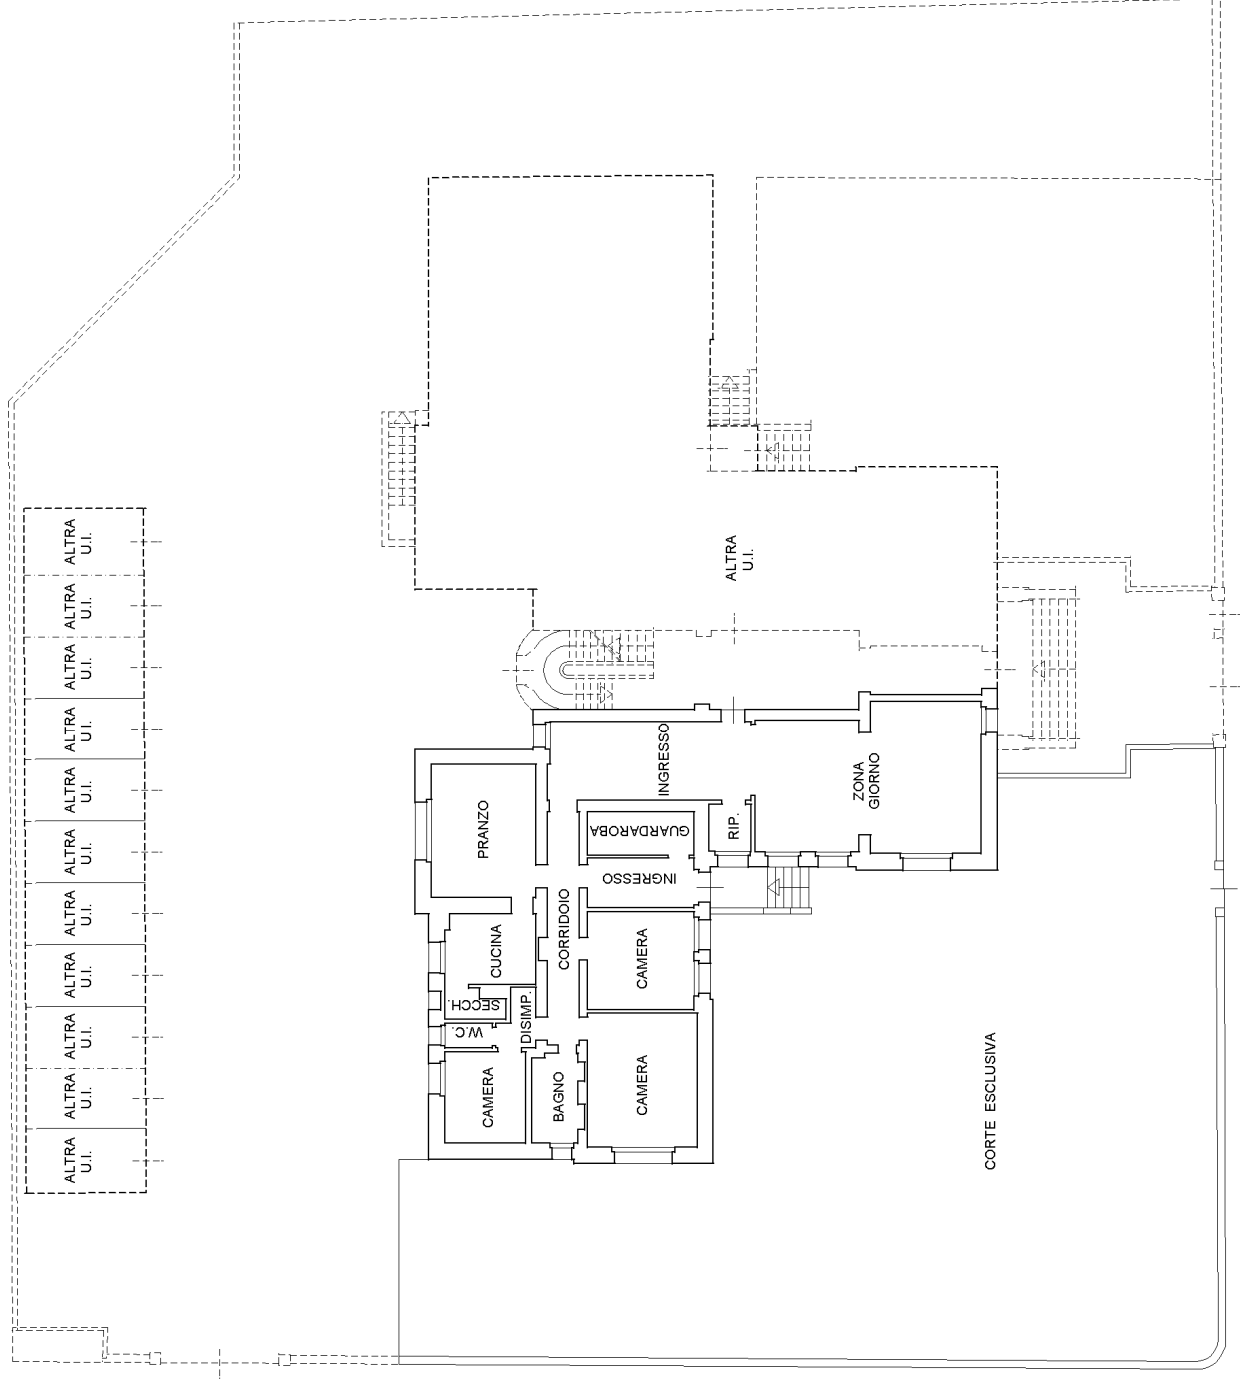 ALTRA
U.I.
ALTRA
U.I.
ALTRA
U.I.
ALTRA
U.I.
ALTRA
U.I.
ALTRA
U.I.
ALTRA
U.I.
ALTRA
U.I.
ALTRA
U.I.
ALTRA
U.I.
ALTRA
U.I.
ALTRA
U.I.
INGRESSO
ZONA
GIORNO
PRANZO
GUARDAROBA
RIP.
INGRESSO
CORRIDOIO
CUCINA
CAMERA
SECCH.
W.C.
DISIMP.
CAMERA
BAGNO
CAMERA
CORTE ESCLUSIVA